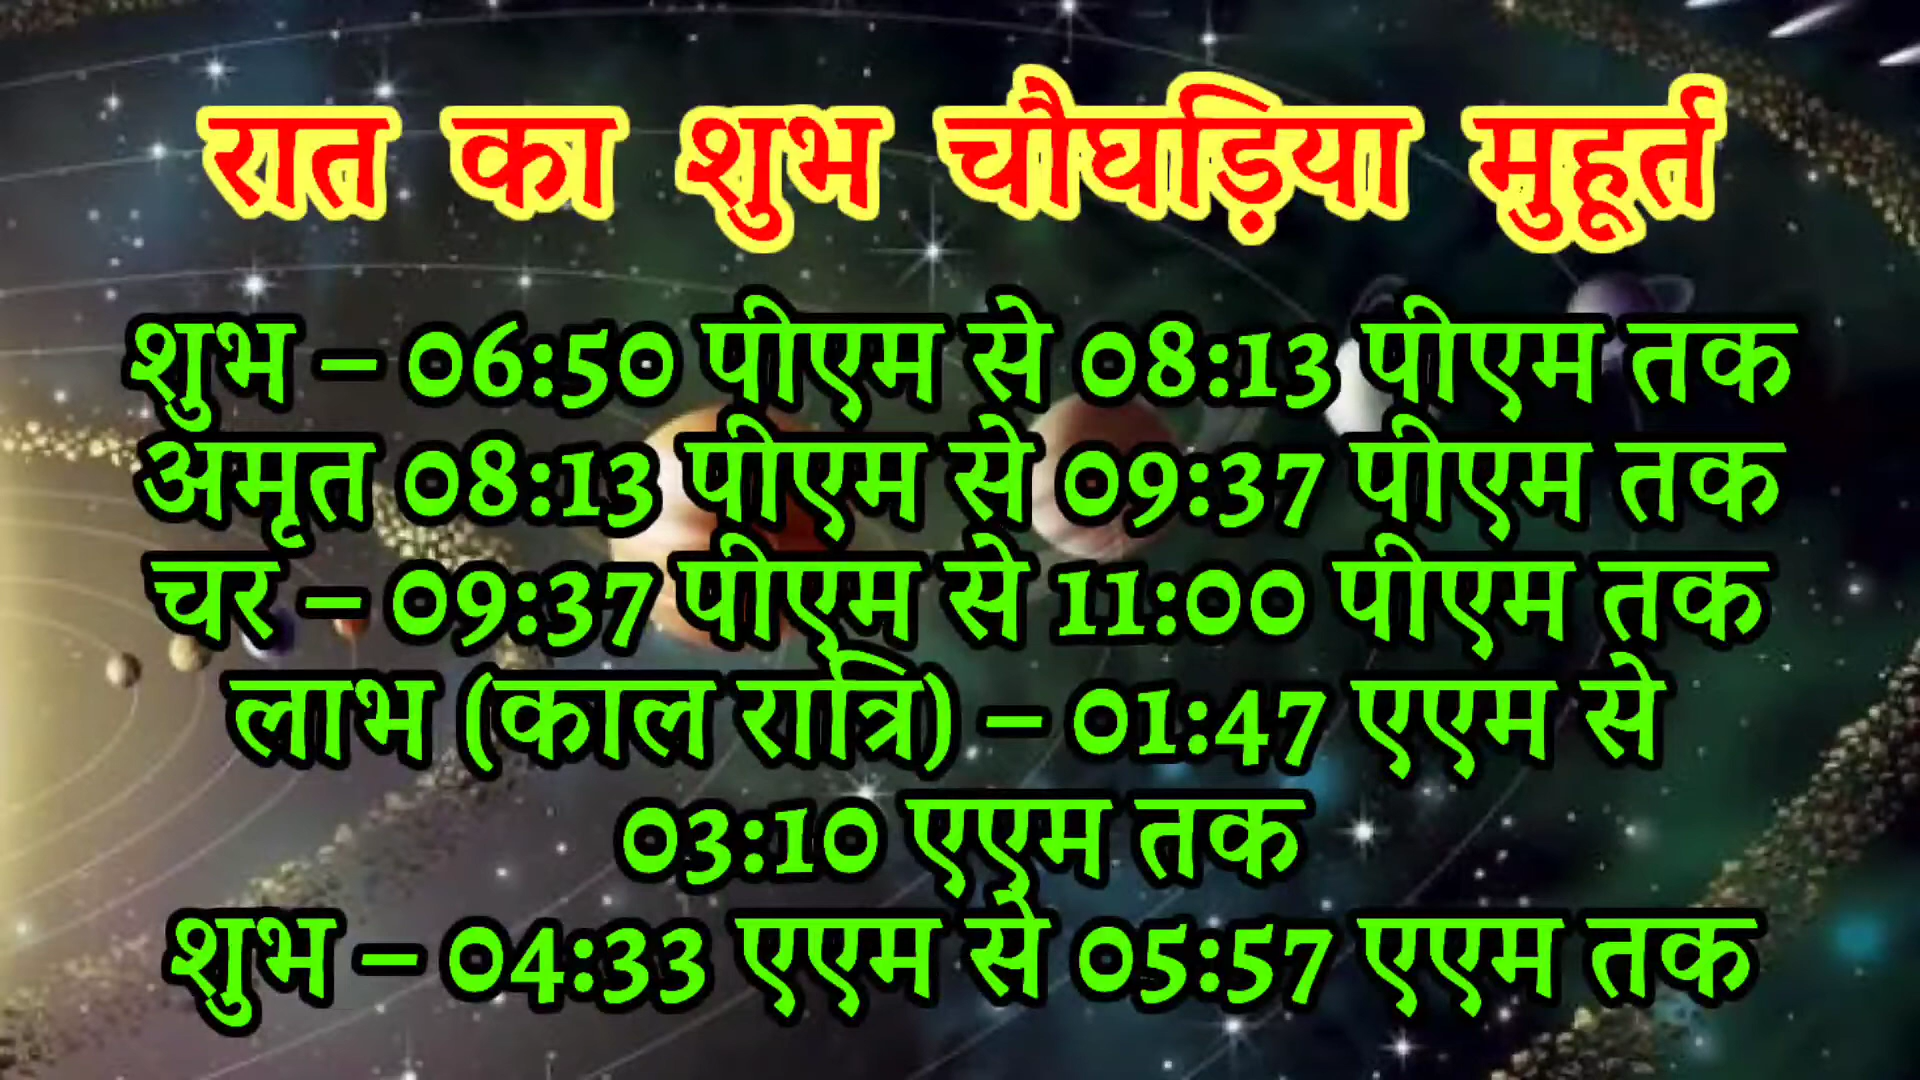 रात का शुभ चौघड़िया मुहूर्त
शुभ – 06:50 पीएम से 08:13 पीएम तक
अमृत 08:13 पीएम से 09:37 पीएम तक
चर – 09:37 पीएम से 11:00 पीएम तक
लाभ (काल रात्रि) – 01:47 एएम से
03:10 एएम तक
शुभ – 04:33 एएम से 05:57 एएम तक